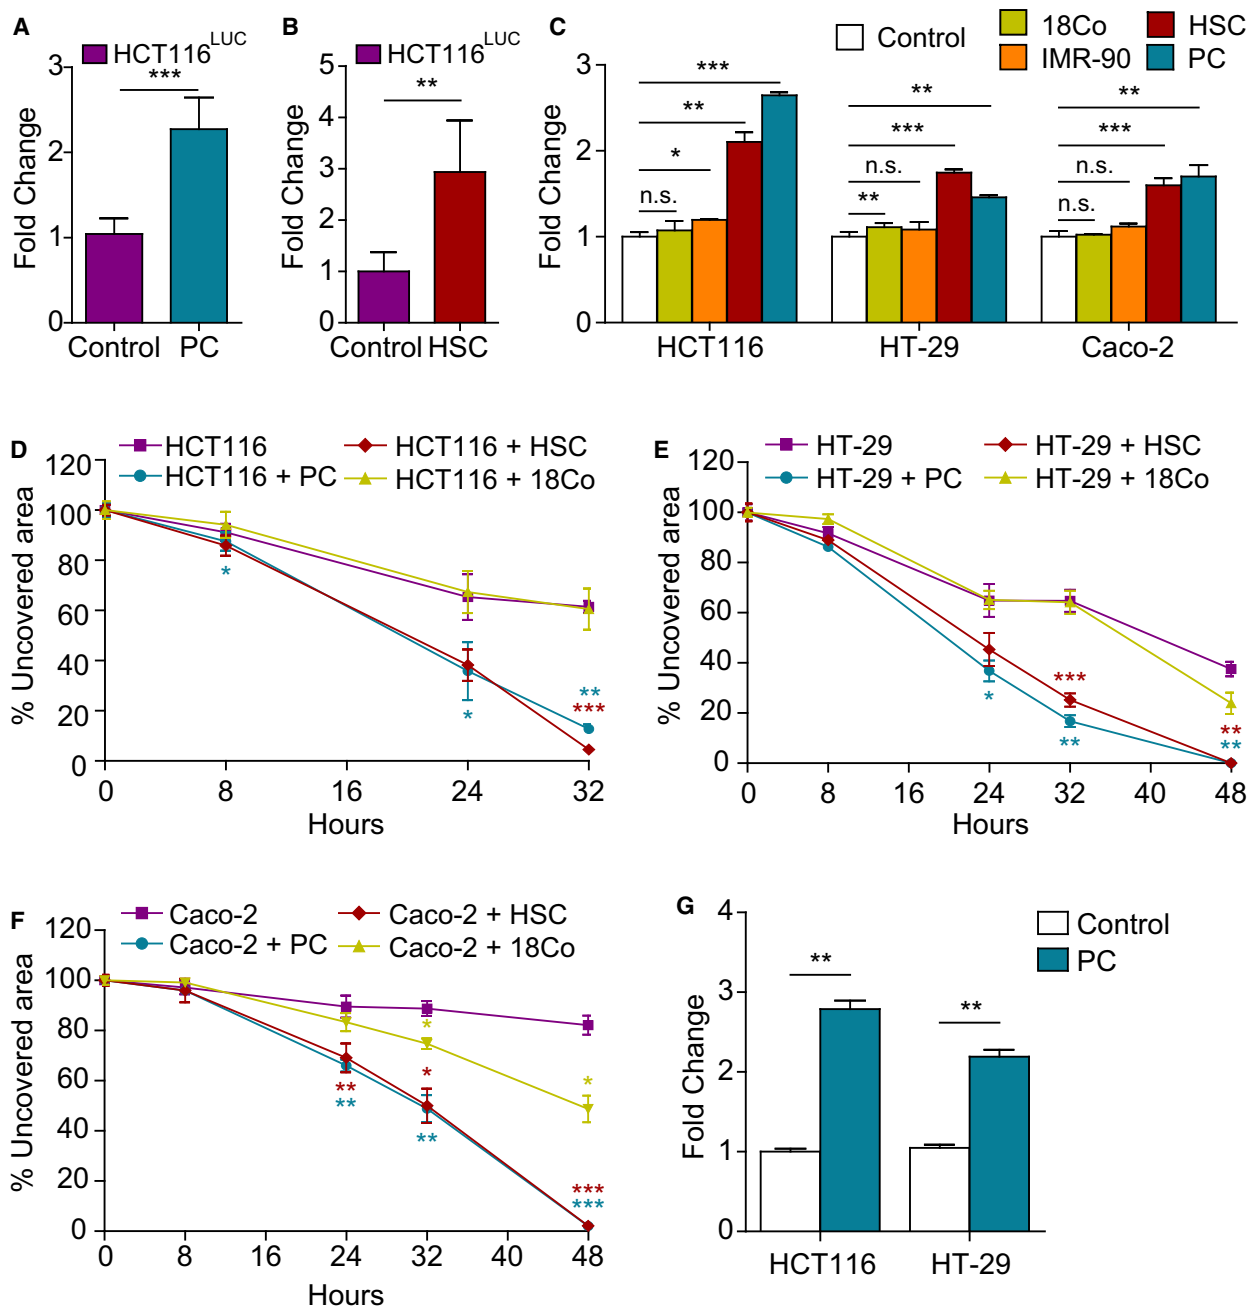 A
HCT116LUC
***
Fold Change
3
2
1
0
Control PC
B
HCT116LUC
**
Fold Change
5
4
3
2
1
0
Control HSC
C
Control
18Co
IMR-90
HSC
PC
Fold Change
3
2
1
0
***
**
*
n.s.
**
***
n.s.
**
**
***
n.s.
n.s.
HCT116
HT-29
Caco-2
D
HCT116
HCT116 + PC
HCT116 + HSC
HCT116 + 18Co
% Uncovered area
120
100
80
60
40
20
0
*
*
**
***
0 8 16 24 32
Hours
E
HT-29
HT-29 + PC
HT-29 + HSC
HT-29 + 18Co
% Uncovered area
120
100
80
60
40
20
0
*
***
**
**
**
0 8 16 24 32 40 48
Hours
F
Caco-2
Caco-2 + PC
Caco-2 + HSC
Caco-2 + 18Co
% Uncovered area
120
100
80
60
40
20
0
**
**
*
*
**
*
***
***
0 8 16 24 32 40 48
Hours
G
Control
PC
Fold Change
4
3
2
1
0
**
**
HCT116
HT-29